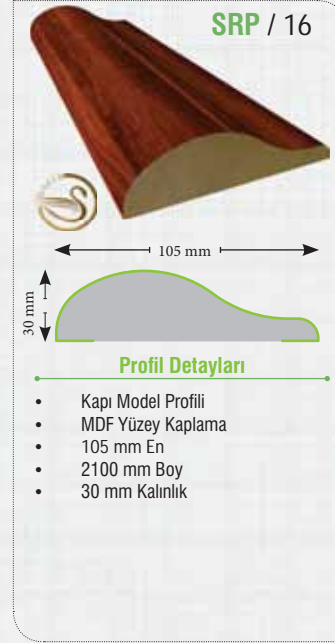 SRP / 16
105 mm
30 mm
Profil Detayları
• Kapı Model Profili
• MDF Yüzey Kaplama
• 105 mm En
• 2100 mm Boy
• 30 mm Kalınlık